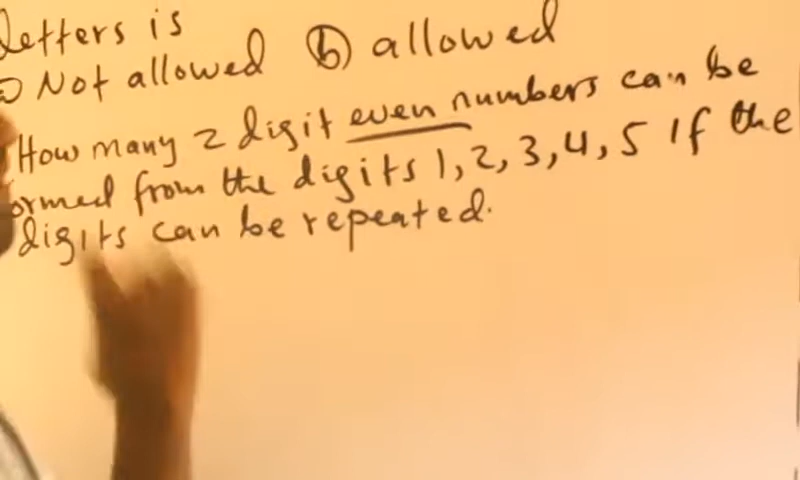 letters is
Not allowed (b) allowed
How many 2 digit even numbers can be
ormed from the digits 1, 2, 3, 4, 5 If the
digits can be repeated.